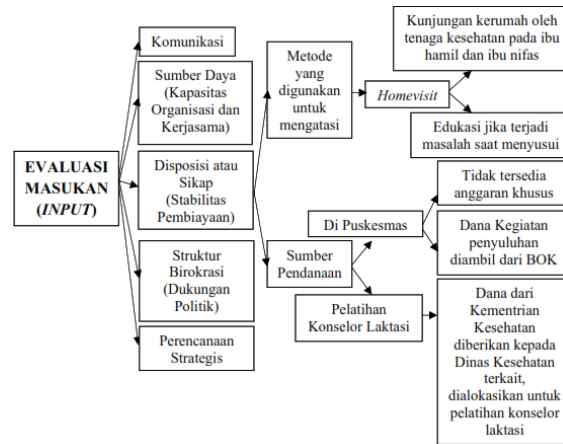 EVALUASI
MASUKAN
(INPUT)
Komunikasi
Sumber Daya
(Kapasitas
Organisasi dan
Kerjasama)
Disposisi atau
Sikap
(Stabilitas
Pembiayaan)
Struktur
Birokrasi
(Dukungan
Politik)
Perencanaan
Strategis
Metode
yang
digunakan
untuk
mengatasi
Homevisit
Kunjungan kerumah oleh
tenaga kesehatan pada ibu
hamil dan ibu nifas
Edukasi jika terjadi
masalah saat menyusui
Sumber
Pendanaan
Di Puskesmas
Tidak tersedia
anggaran khusus
Dana Kegiatan
penyuluhan
diambil dari BOK
Pelatihan
Konselor Laktasi
Dana dari
Kementrian
Kesehatan
diberikan kepada
Dinas Kesehatan
terkait,
dialokasikan untuk
pelatihan konselor
laktasi